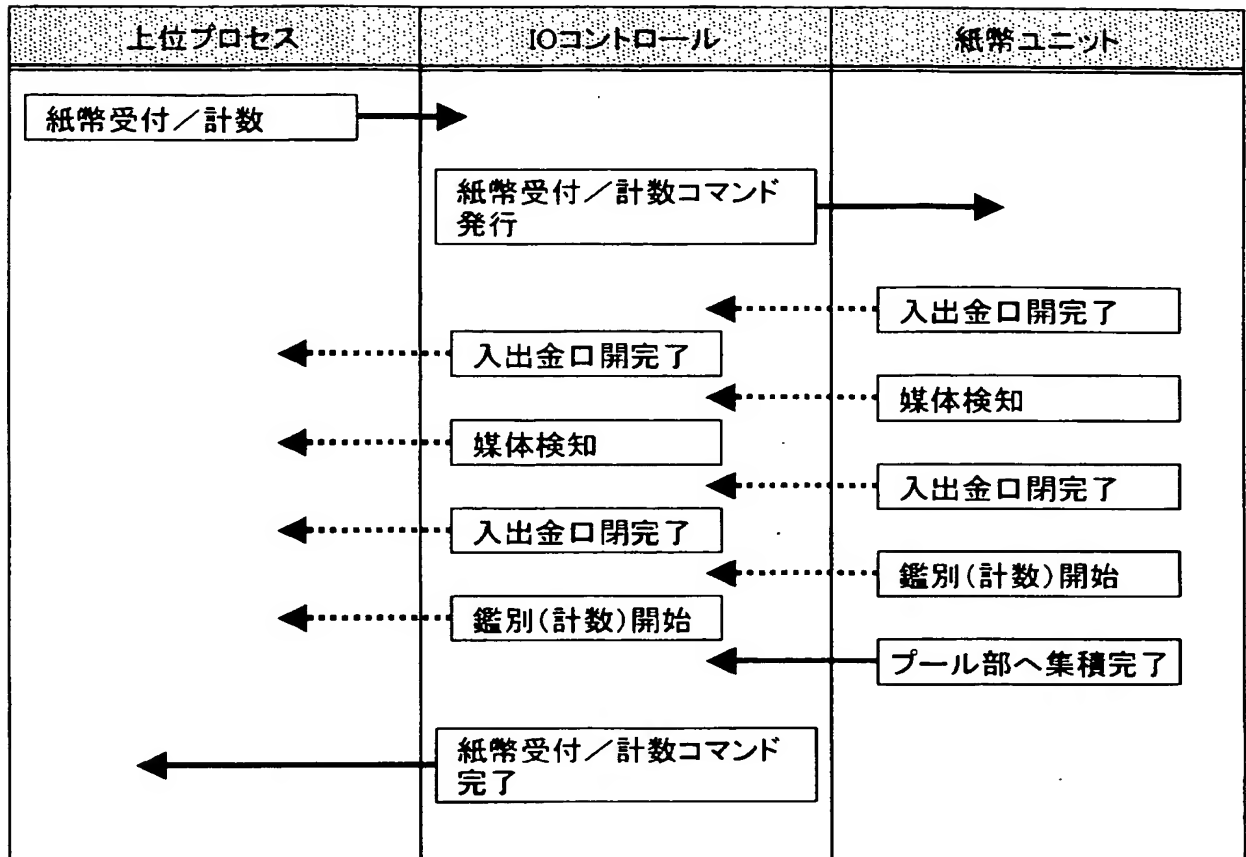 上位プロセス
IOコントロール
紙幣ユニット
紙幣受付／計数
紙幣受付／計数コマンド
発行
入出金口開完了
入出金口開完了
媒体検知
媒体検知
入出金口閉完了
入出金口閉完了
鑑別(計数)開始
鑑別(計数)開始
プール部へ集積完了
紙幣受付／計数コマンド
完了